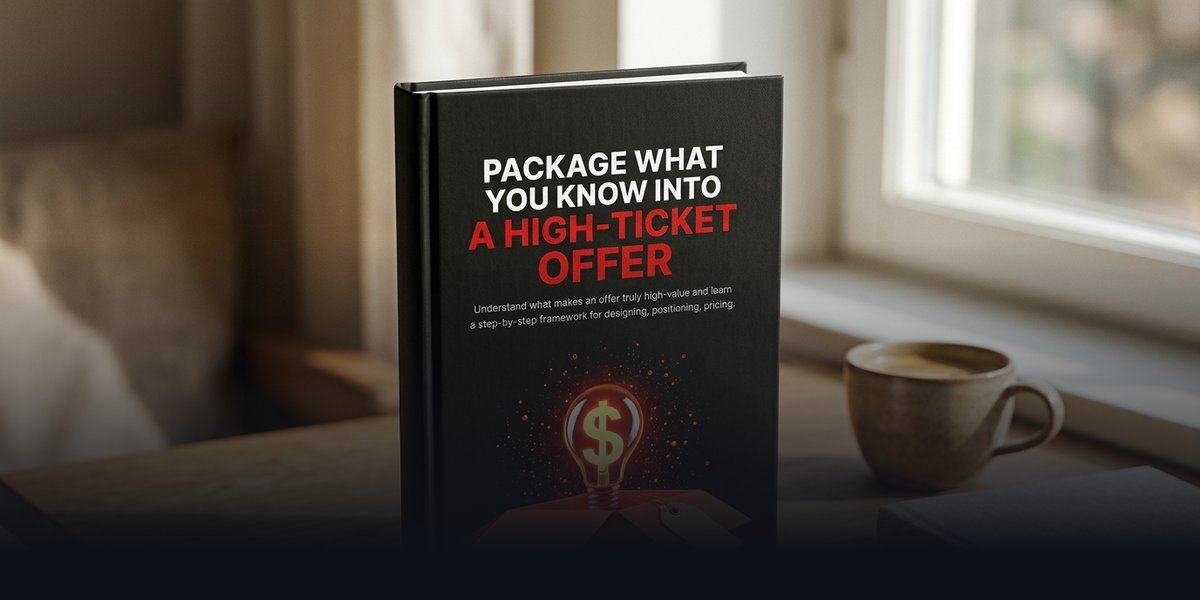 PACKAGE WHAT
YOU KNOW INTO
A HIGH-TICKET
OFFER
Understand what makes an offer truly high-value and learn
a step-by-step framework for designing, positioning, pricing.
$